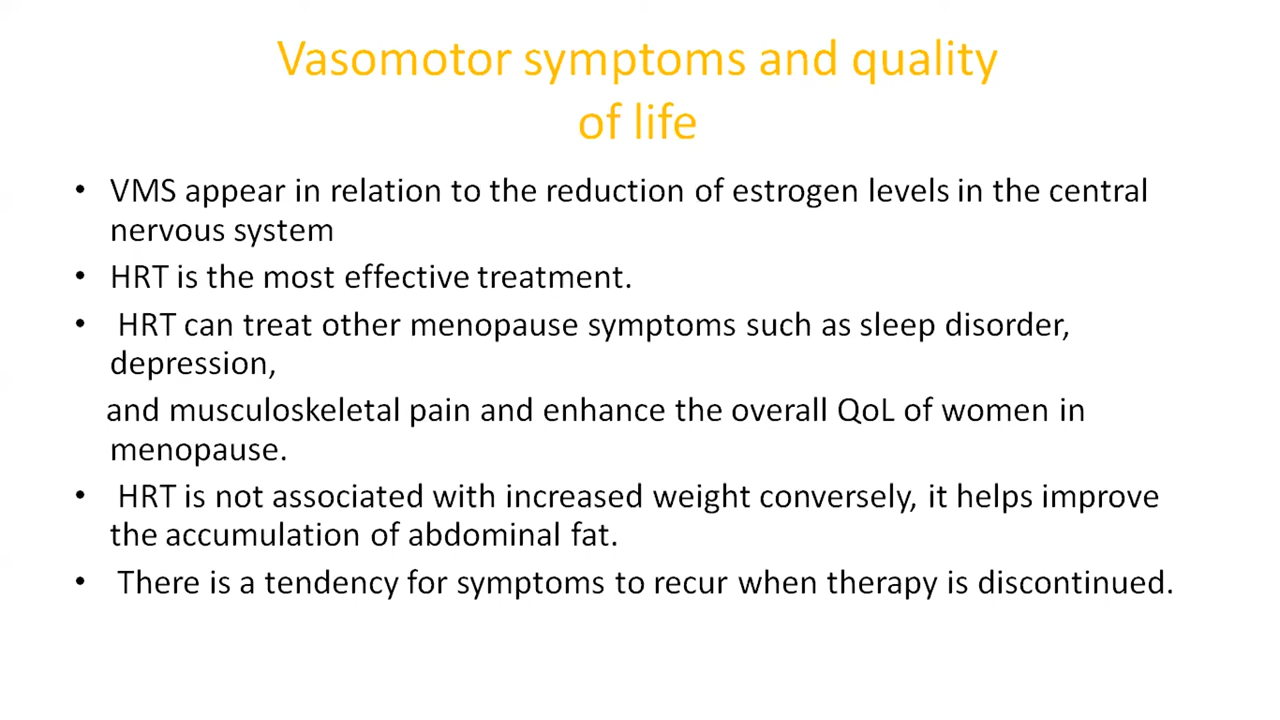 Vasomotor symptoms and quality
of life
• VMS appear in relation to the reduction of estrogen levels in the central
nervous system
• HRT is the most effective treatment.
• HRT can treat other menopause symptoms such as sleep disorder,
depression,
and musculoskeletal pain and enhance the overall QoL of women in
menopause.
• HRT is not associated with increased weight conversely, it helps improve
the accumulation of abdominal fat.
• There is a tendency for symptoms to recur when therapy is discontinued.